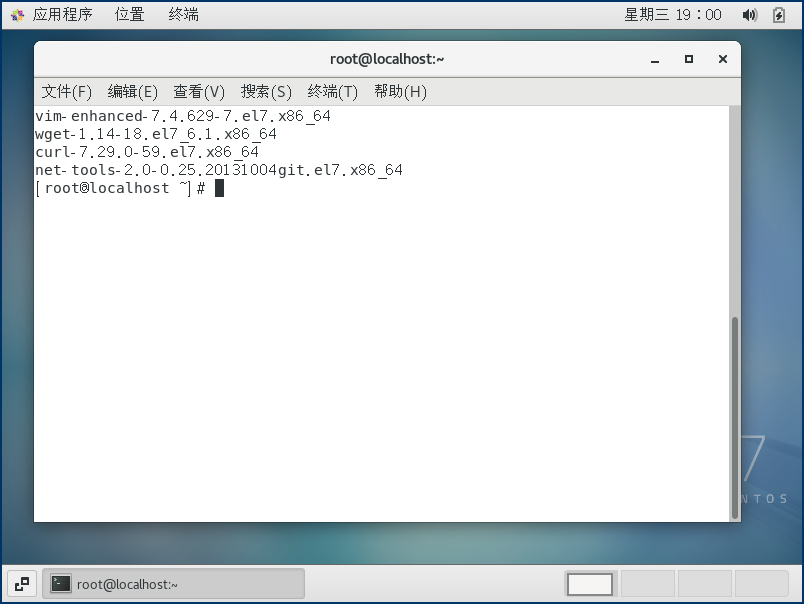 应用程序 位置 终端 星期三 19：00
root@localhost:~
文件(F) 编辑(E) 查看(V) 搜索(S) 终端(T) 帮助(H)
vim-enhanced-7.4.629-7.el7.x86_64
wget-1.14-18.el7_6.1.x86_64
curl-7.29.0-59.el7.x86_64
net-tools-2.0-0.25.20131004git.el7.x86_64
[root@localhost ~]#
7
NTOS
root@localhost:~